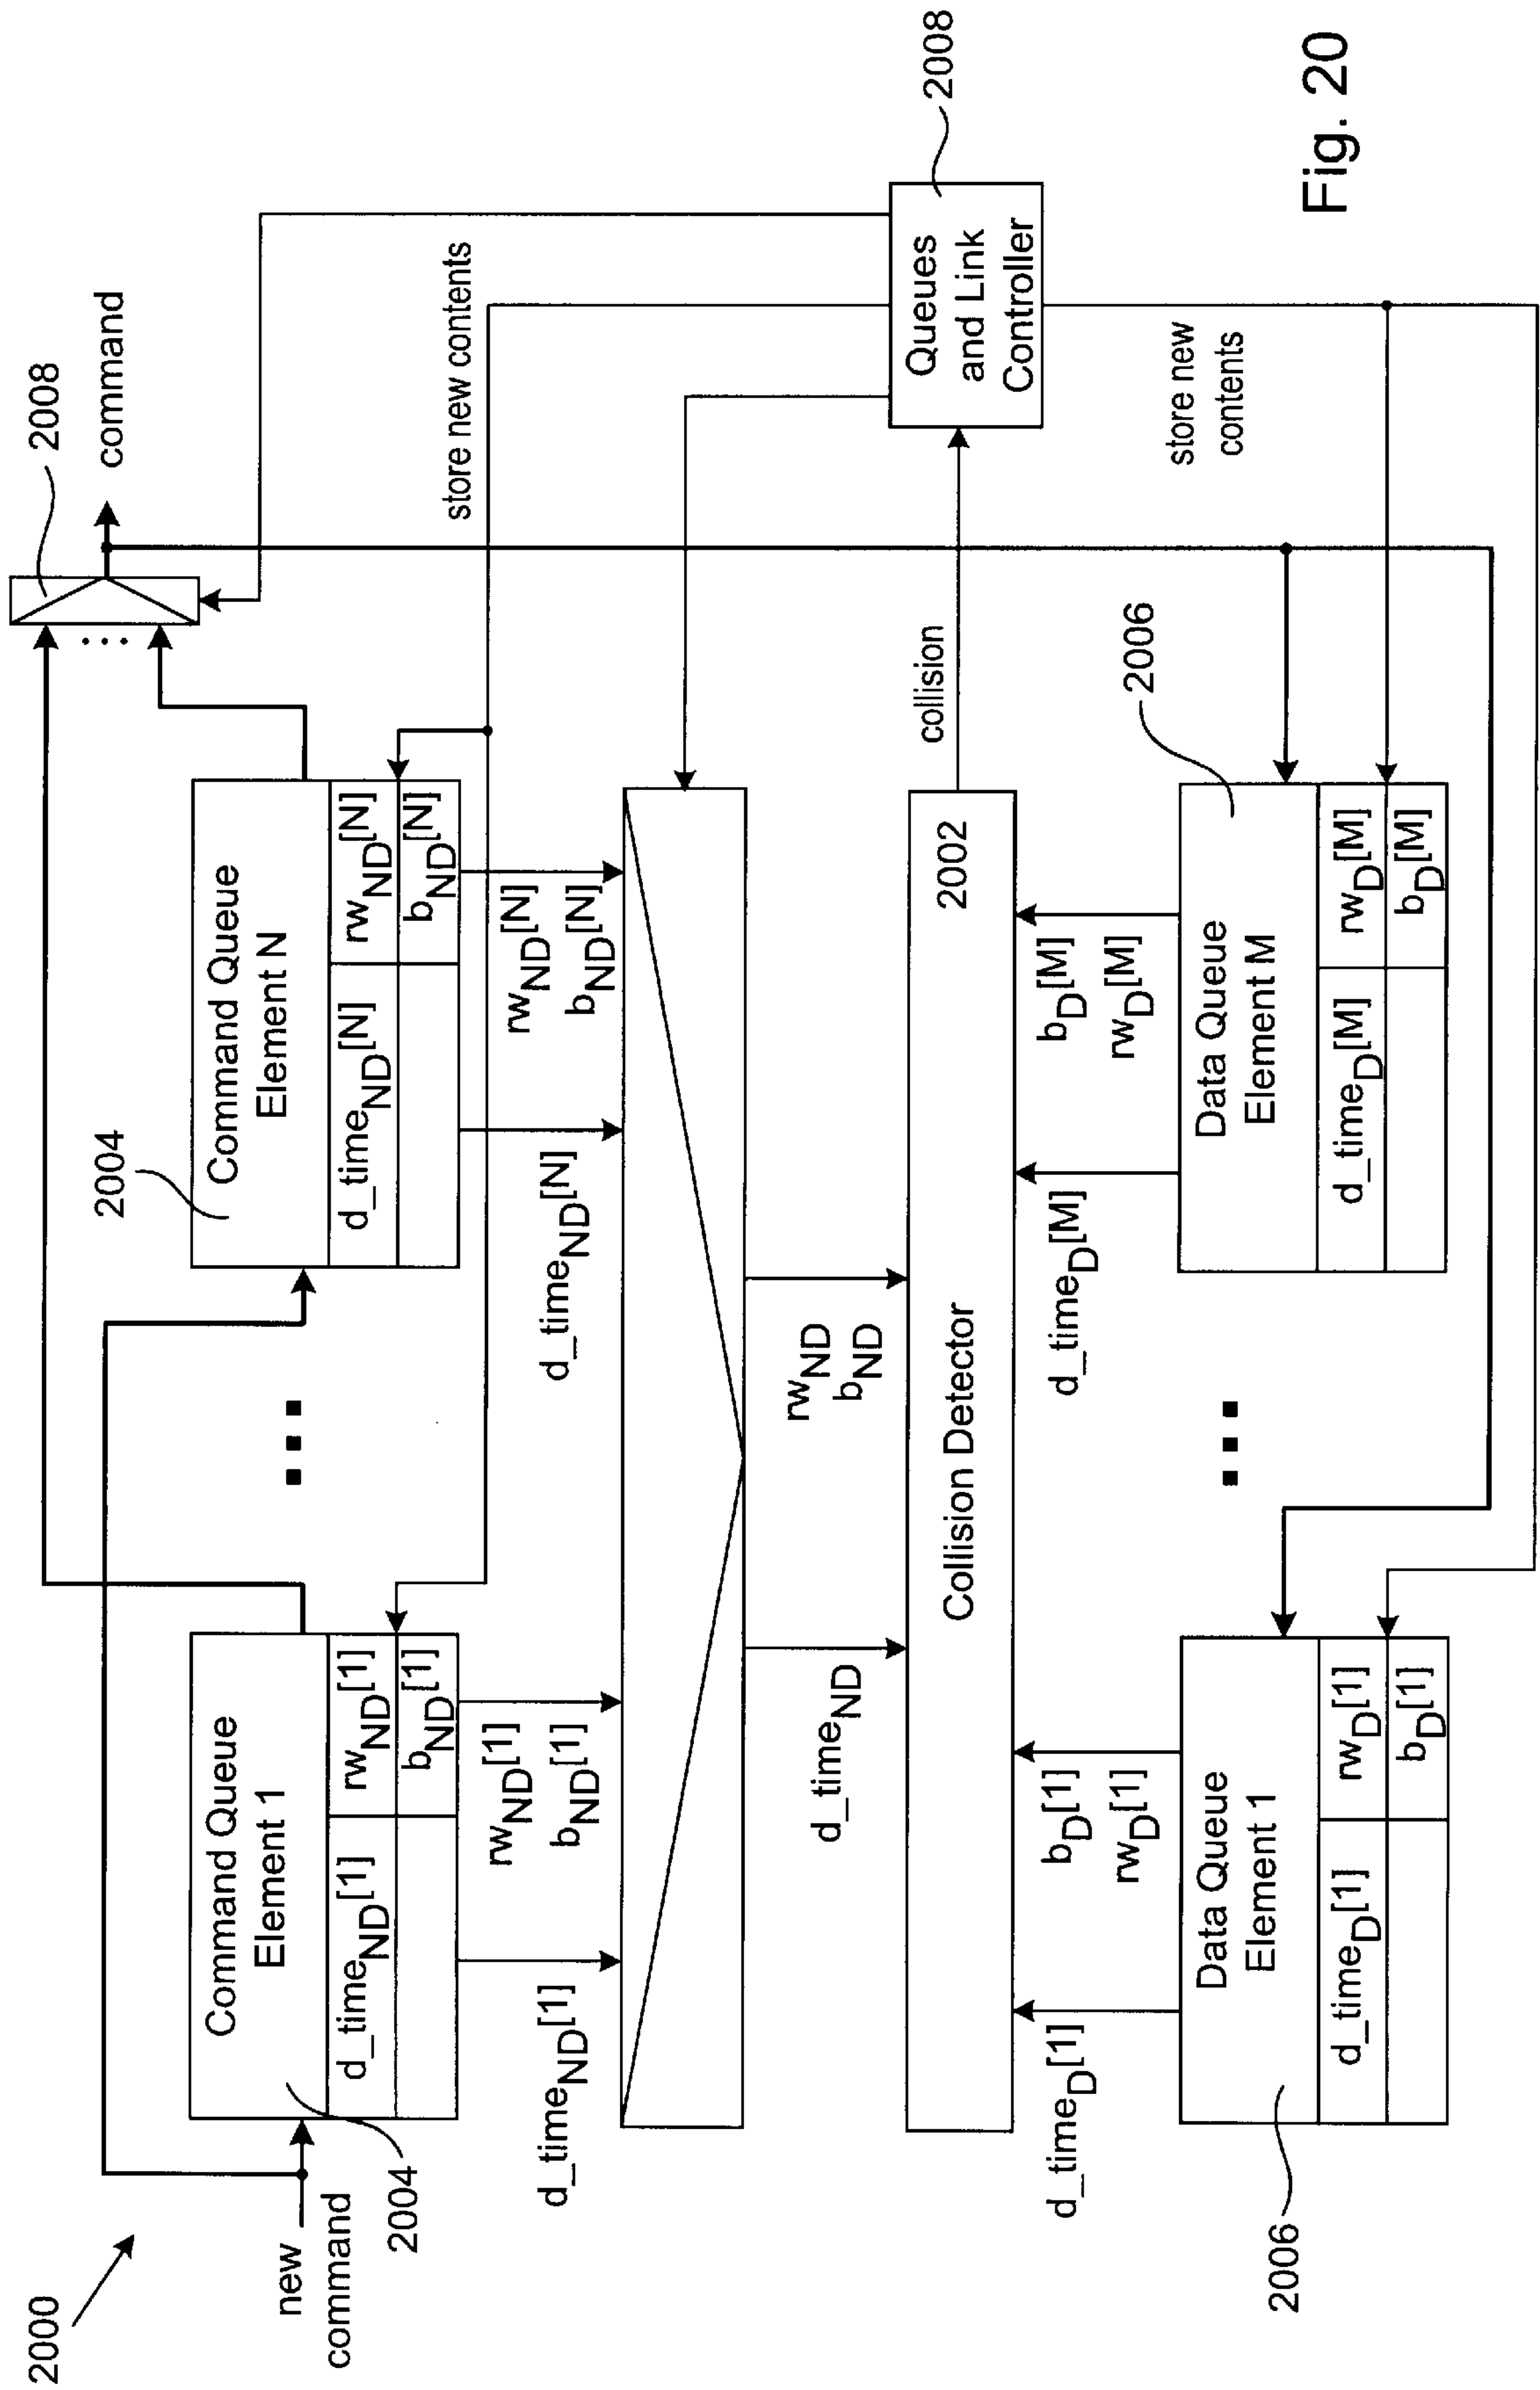 2000
new
command
2004
Command Queue
Element 1
d_timeND[1]
rwND[1]
bND[1]
2004
Command Queue
Element N
d_timeND[N]
rwND[N]
bND[N]
2008
command
store new contents
d_timeND[1]
rwND[1]
bND[1]
d_timeND[N]
rwND[N]
bND[N]
d_timeND
rwND
bND
Collision Detector
2002
collision
Queues
and Link
Controller
2008
store new
contents
d_timeD[1]
bD[1]
rwD[1]
d_timeD[M]
bD[M]
rwD[M]
Data Queue
Element 1
d_timeD[1]
rwD[1]
bD[1]
2006
Data Queue
Element M
d_timeD[M]
rwD[M]
bD[M]
2006
Fig. 20